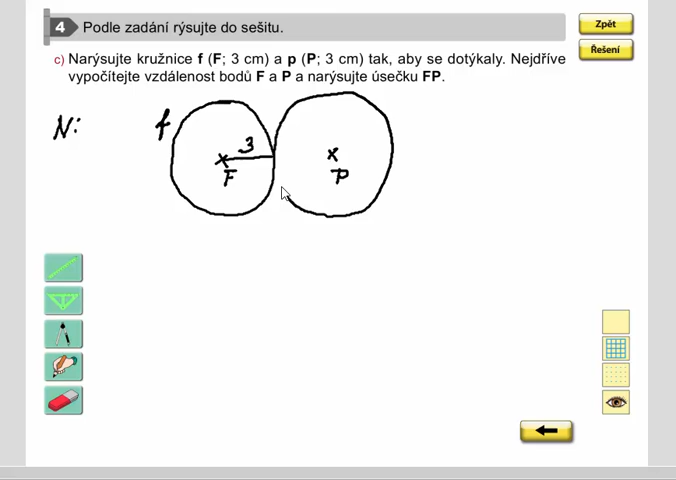 4 Podle zadání rýsujte do sešitu.
Zpět
Řešení
c) Narýsujte kružnice f (F; 3 cm) a p (P; 3 cm) tak, aby se dotýkaly. Nejdříve
vypočítejte vzdálenost bodů F a P a narýsujte úsečku FP.
N:
f
3
F
P